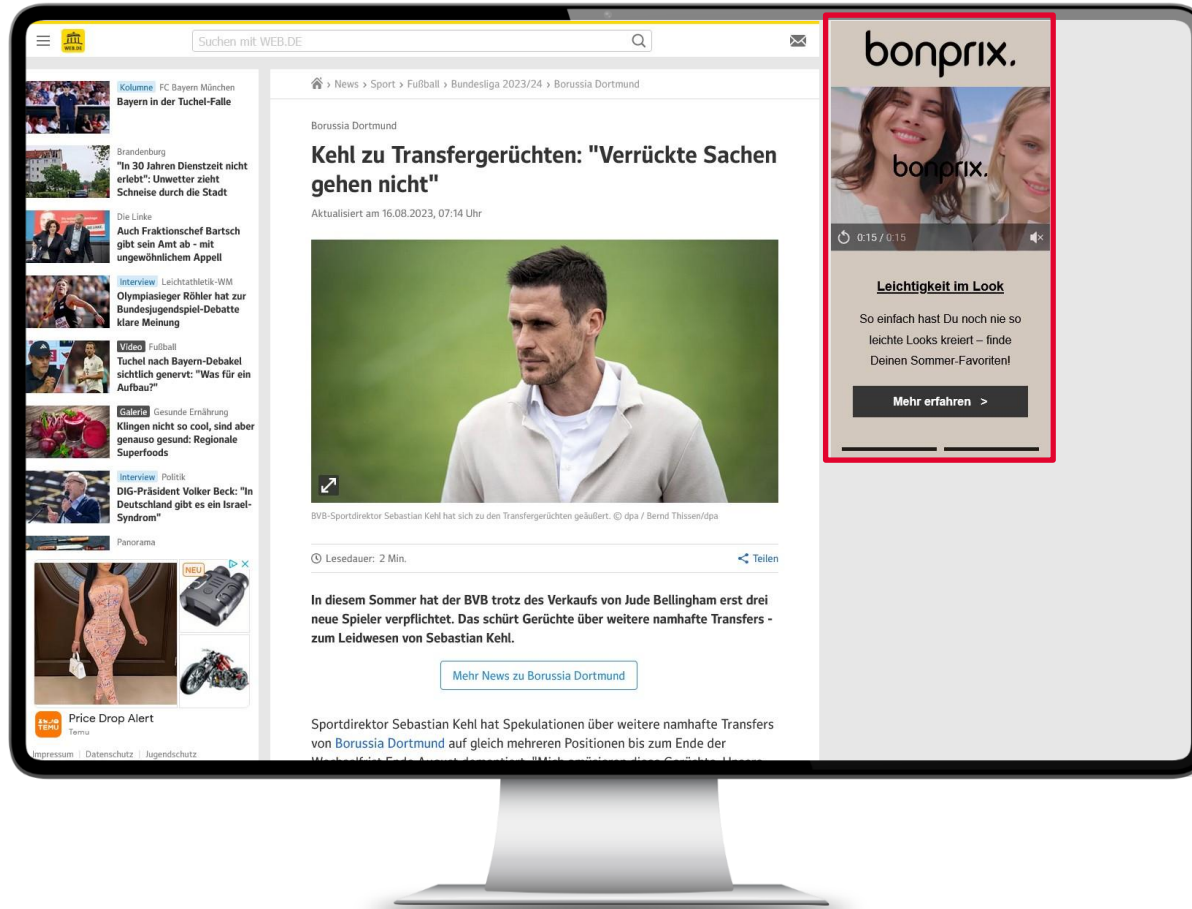 WEB.DE
Suchen mit WEB.DE
Kolumne FC Bayern München
Bayern in der Tuchel-Falle
Brandenburg
"In 30 Jahren Dienstzeit nicht
erlebt": Unwetter zieht
Schneise durch die Stadt
Die Linke
Auch Fraktionschef Bartsch
gibt sein Amt ab - mit
ungewöhnlichem Appell
Interview Leichtathletik-WM
Olympiasieger Röhler hat zur
Bundesjugendspiel-Debatte
klare Meinung
Video Fußball
Tuchel nach Bayern-Debakel
sichtlich genervt: "Was für ein
Aufbau?"
Galerie Gesunde Ernährung
Klingen nicht so cool, sind aber
genauso gesund: Regionale
Superfoods
Interview Politik
DIG-Präsident Volker Beck: "In
Deutschland gibt es ein Israel-
Syndrom"
Panorama
NEU
TEMU
Price Drop Alert
Temu
Impressum | Datenschutz | Jugendschutz
> News > Sport > Fußball > Bundesliga 2023/24 > Borussia Dortmund
Borussia Dortmund
Kehl zu Transfergerüchten: "Verrückte Sachen
gehen nicht"
Aktualisiert am 16.08.2023, 07:14 Uhr
BVB-Sportdirektor Sebastian Kehl hat sich zu den Transfergerüchten geäußert. © dpa / Bernd Thissen/dpa
Lesedauer: 2 Min.
Teilen
In diesem Sommer hat der BVB trotz des Verkaufs von Jude Bellingham erst drei
neue Spieler verpflichtet. Das schürt Gerüchte über weitere namhafte Transfers -
zum Leidwesen von Sebastian Kehl.
Mehr News zu Borussia Dortmund
Sportdirektor Sebastian Kehl hat Spekulationen über weitere namhafte Transfers
von Borussia Dortmund auf gleich mehreren Positionen bis zum Ende der
bonprix.
bonprix.
0:15 / 0:15
Leichtigkeit im Look
So einfach hast Du noch nie so
leichte Looks kreiert – finde
Deinen Sommer-Favoriten!
Mehr erfahren >